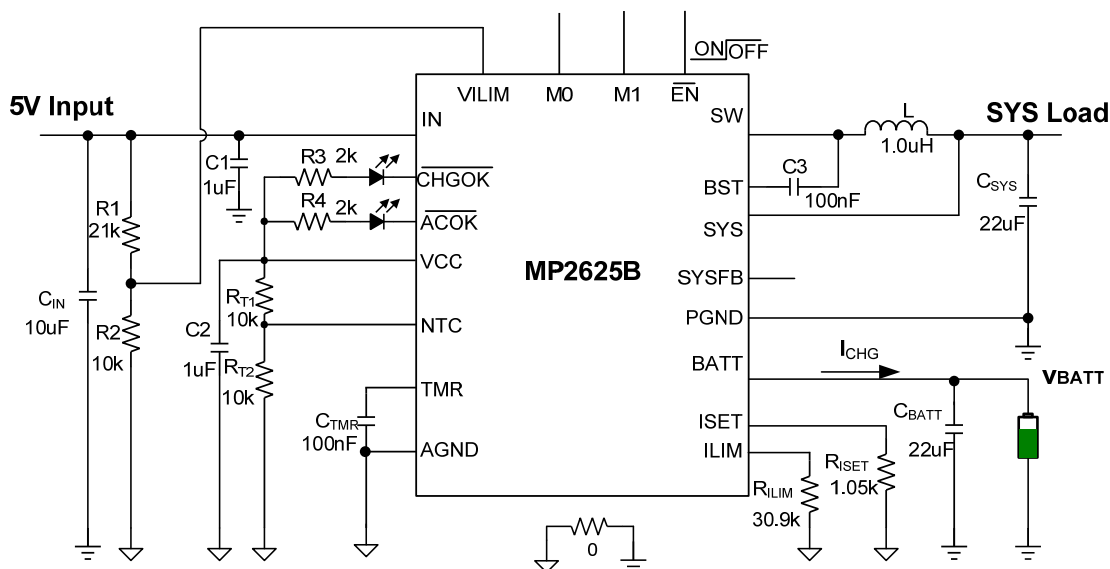 ON OFF
VILIM M0 M1 EN
5V Input
IN
SW
L
1.0uH
SYS Load
C1
1uF
R3 2k
CHGOK
R4 2k
ACOK
C3
100nF
BST
SYS
CSYS
22uF
R1
21k
VCC
MP2625B
SYSFB
CIN
10uF
R2
10k
C2
1uF
RT1
10k
NTC
PGND
RT2
10k
BATT
ICHG
VBATT
TMR
CTMR
100nF
AGND
ISET
ILIM
CBATT
22uF
RISET
1.05k
RILIM
30.9k
0